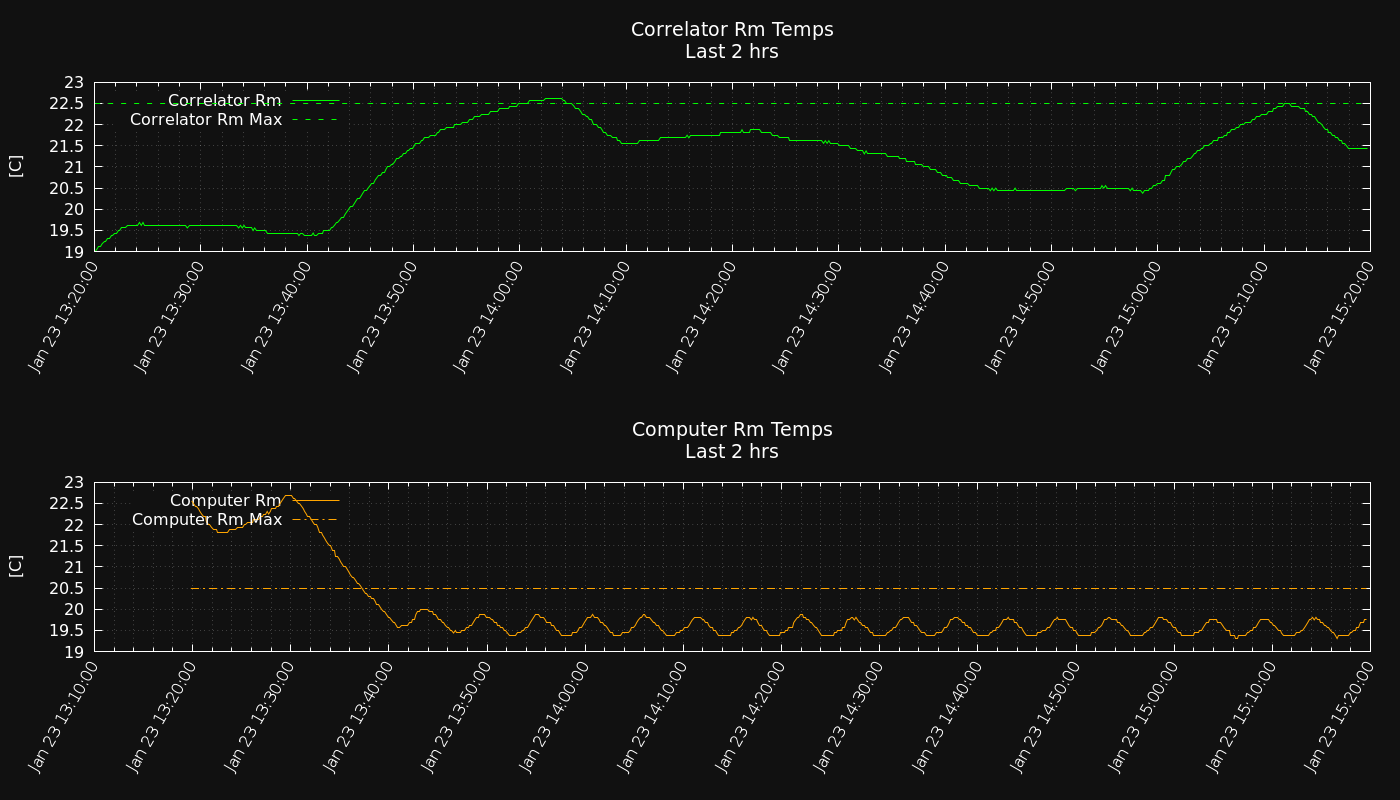 Correlator Rm Temps
Last 2 hrs
[C]
23
22.5
22
21.5
21
20.5
20
19.5
19
Correlator Rm
Correlator Rm Max
Jan 23 13:20:00
Jan 23 13:30:00
Jan 23 13:40:00
Jan 23 13:50:00
Jan 23 14:00:00
Jan 23 14:10:00
Jan 23 14:20:00
Jan 23 14:30:00
Jan 23 14:40:00
Jan 23 14:50:00
Jan 23 15:00:00
Jan 23 15:10:00
Jan 23 15:20:00
Computer Rm Temps
Last 2 hrs
[C]
23
22.5
22
21.5
21
20.5
20
19.5
19
Computer Rm
Computer Rm Max
Jan 23 13:10:00
Jan 23 13:20:00
Jan 23 13:30:00
Jan 23 13:40:00
Jan 23 13:50:00
Jan 23 14:00:00
Jan 23 14:10:00
Jan 23 14:20:00
Jan 23 14:30:00
Jan 23 14:40:00
Jan 23 14:50:00
Jan 23 15:00:00
Jan 23 15:10:00
Jan 23 15:20:00